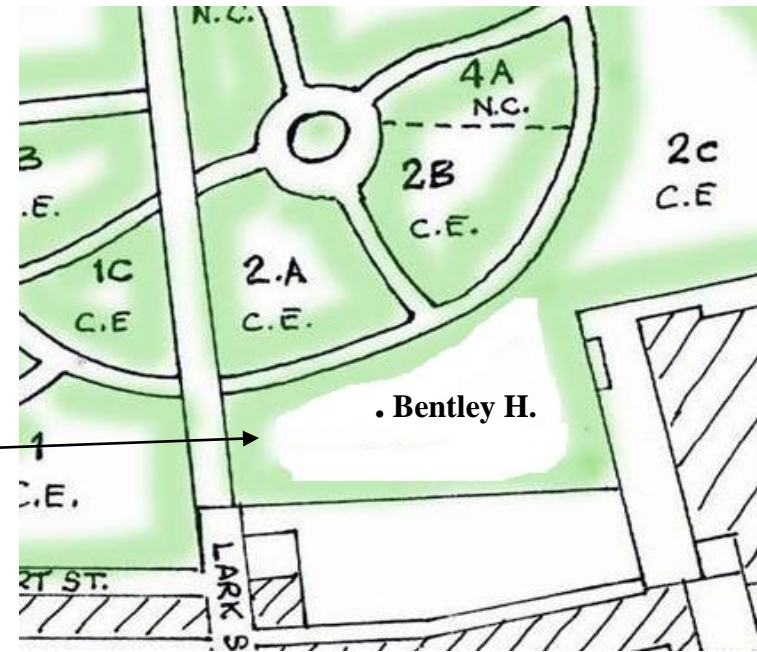 N.C.
4A
N.C.
2B
C.E.
2c
C.E
3
.E.
1C
C.E
2.A
C.E.
. Bentley H.
1
C.E.
RT ST.
LARK S